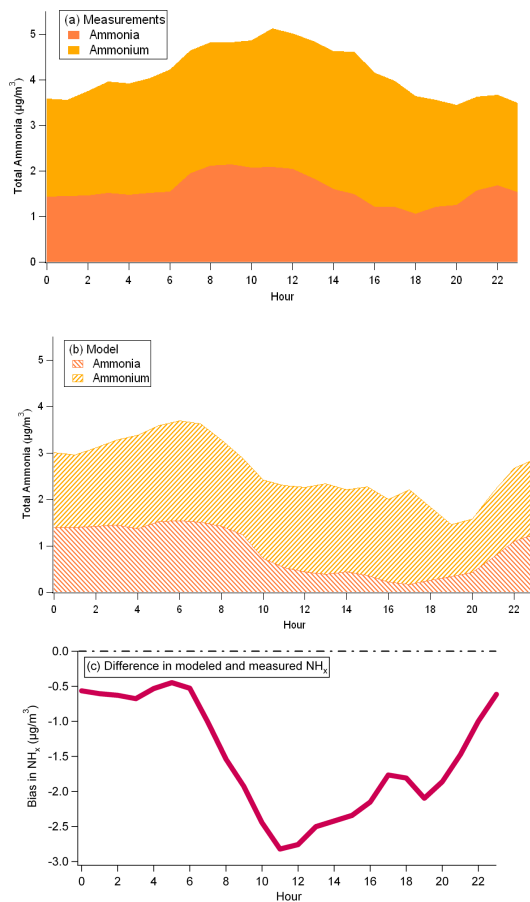 (a) Measurements
Ammonia
Ammonium
Total Ammonia (µg/m3)
5
4
3
2
1
0
0 2 4 6 8 10 12 14 16 18 20 22
Hour
(b) Model
Ammonia
Ammonium
Total Ammonia (µg/m3)
5
4
3
2
1
0
0 2 4 6 8 10 12 14 16 18 20 22
Hour
(c) Difference in modeled and measured NHx
Bias in NHx (µg/m3)
0.0
-0.5
-1.0
-1.5
-2.0
-2.5
-3.0
0 2 4 6 8 10 12 14 16 18 20 22
Hour